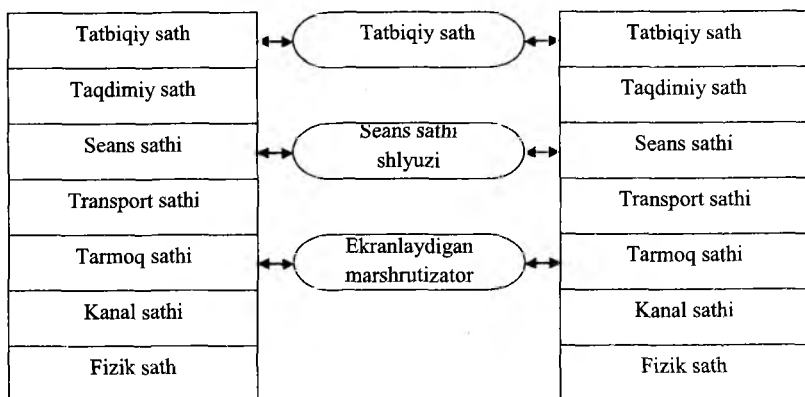 Tatbiqiy sath
Taqdimiy sath
Seans sathi
Transport sathi
Tarmoq sathi
Kanal sathi
Fizik sath
Tatbiqiy sath
Seans sathi
shlyuzi
Ekranlaydigan
marshrutizator
Tatbiqiy sath
Taqdimiy sath
Seans sathi
Transport sathi
Tarmoq sathi
Kanal sathi
Fizik sath